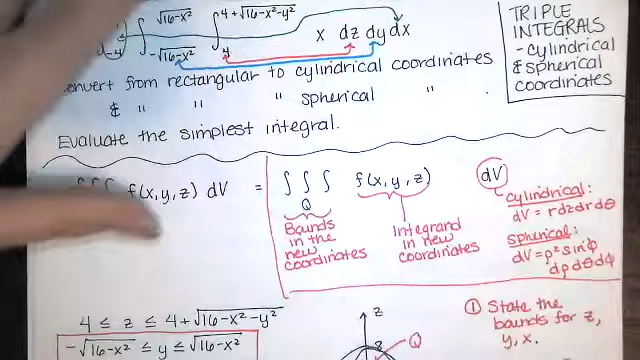 ∫ ∫_{-√16-x²}^{√16-x²} ∫_{4}^{4+√16-x²-y²} x dz dy dx
-4
TRIPLE
INTEGRALS
- cylindrical
& spherical
coordinates
convert from rectangular to cylindrical coordinates
& " " " spherical " .
Evaluate the simplest integral.
∫∫∫ f(x,y,z) dV = ∫∫∫ f(x,y,z) dV
Q
Bounds
in the
new
coordinates
Integrand
in new
coordinates
cylindrical:
dV = r dz dr dθ
spherical:
dV = ρ² sin φ
dρ dθ dφ
4 ≤ z ≤ 4+√16-x²-y²
-√16-x² ≤ y ≤ √16-x²
z
8
Q
① State the
bounds for z,
y, x.